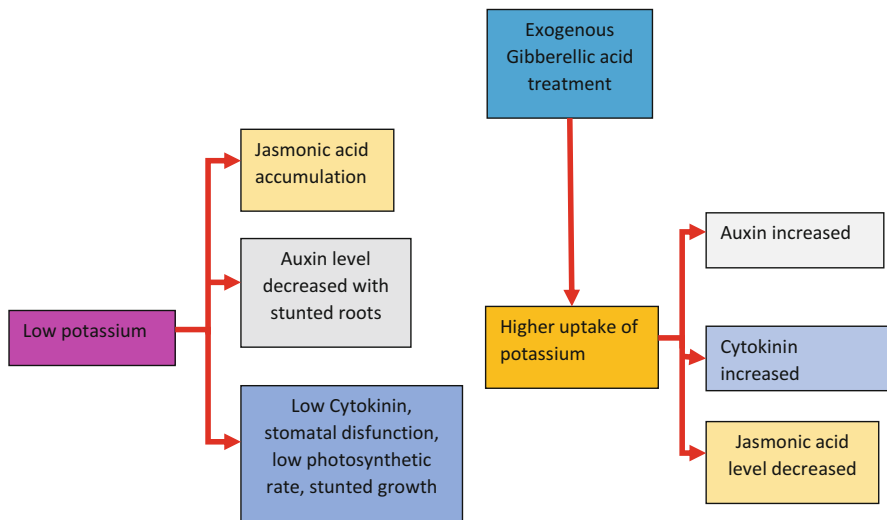 Low potassium
Jasmonic acid
accumulation
Auxin level
decreased with
stunted roots
Low Cytokinin,
stomatal disfunction,
low photosynthetic
rate, stunted growth
Exogenous
Gibberellic acid
treatment
Higher uptake of
potassium
Auxin increased
Cytokinin
increased
Jasmonic acid
level decreased